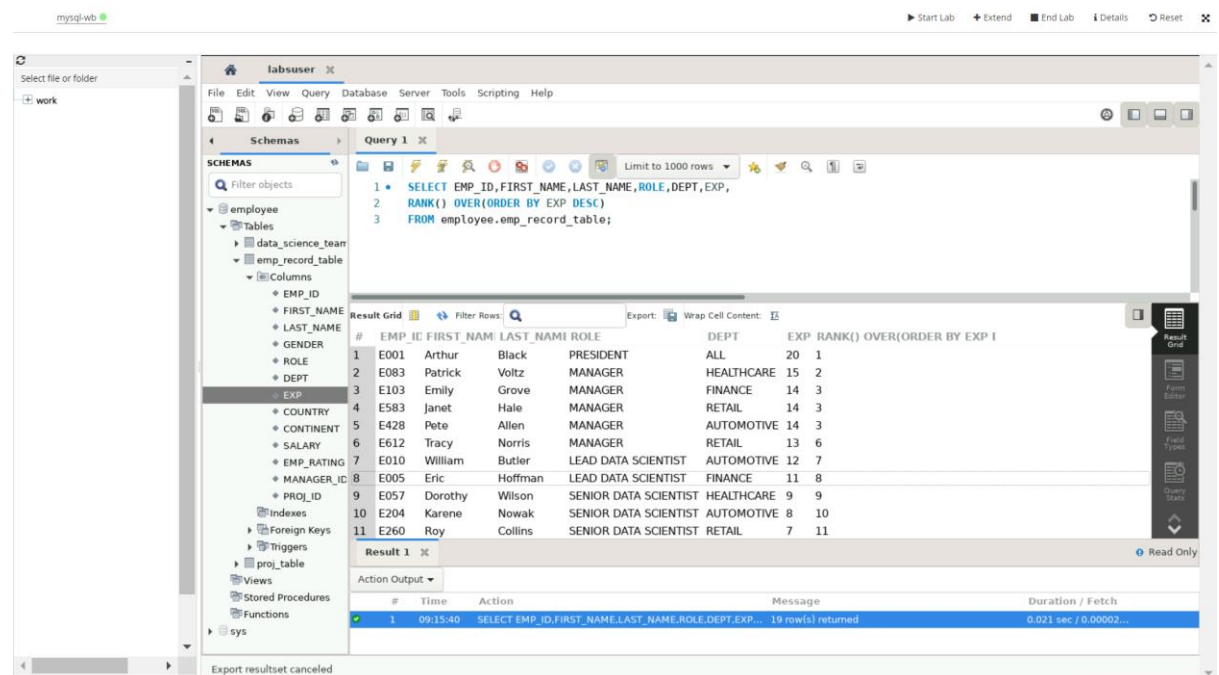 mysql-wb
Start Lab + Extend End Lab i Details Reset
Select file or folder
work
labsuser
File Edit View Query Database Server Tools Scripting Help
Schemas
Query 1
SCHEMAS
Filter objects
Limit to 1000 rows
1 SELECT EMP_ID,FIRST_NAME,LAST_NAME,ROLE,DEPT,EXP,
2 RANK() OVER(ORDER BY EXP DESC)
3 FROM employee.emp_record_table;
employee
Tables
data_science_team
emp_record_table
Columns
EMP_ID
FIRST_NAME
LAST_NAME
GENDER
ROLE
DEPT
EXP
COUNTRY
CONTINENT
SALARY
EMP_RATING
MANAGER_ID
PROJ_ID
Indexes
Foreign Keys
Triggers
proj_table
Views
Stored Procedures
Functions
sys
Result Grid Filter Rows: Export: Wrap Cell Content:
# EMP_ID FIRST_NAMI LAST_NAMI ROLE DEPT EXP RANK() OVER(ORDER BY EXP I
1 E001 Arthur Black PRESIDENT ALL 20 1
2 E083 Patrick Voltz MANAGER HEALTHCARE 15 2
3 E103 Emily Grove MANAGER FINANCE 14 3
4 E583 Janet Hale MANAGER RETAIL 14 3
5 E428 Pete Allen MANAGER AUTOMOTIVE 14 3
6 E612 Tracy Norris MANAGER RETAIL 13 6
7 E010 William Butler LEAD DATA SCIENTIST AUTOMOTIVE 12 7
8 E005 Eric Hoffman LEAD DATA SCIENTIST FINANCE 11 8
9 E057 Dorothy Wilson SENIOR DATA SCIENTIST HEALTHCARE 9 9
10 E204 Karene Nowak SENIOR DATA SCIENTIST AUTOMOTIVE 8 10
11 E260 Roy Collins SENIOR DATA SCIENTIST RETAIL 7 11
Result Grid
Form Editor
Field Types
Query Stats
Result 1
Read Only
Action Output
# Time Action Message Duration / Fetch
1 09:15:40 SELECT EMP_ID,FIRST_NAME,LAST_NAME,ROLE,DEPT,EXP... 19 row(s) returned 0.021 sec / 0.00002...
Export resultset canceled